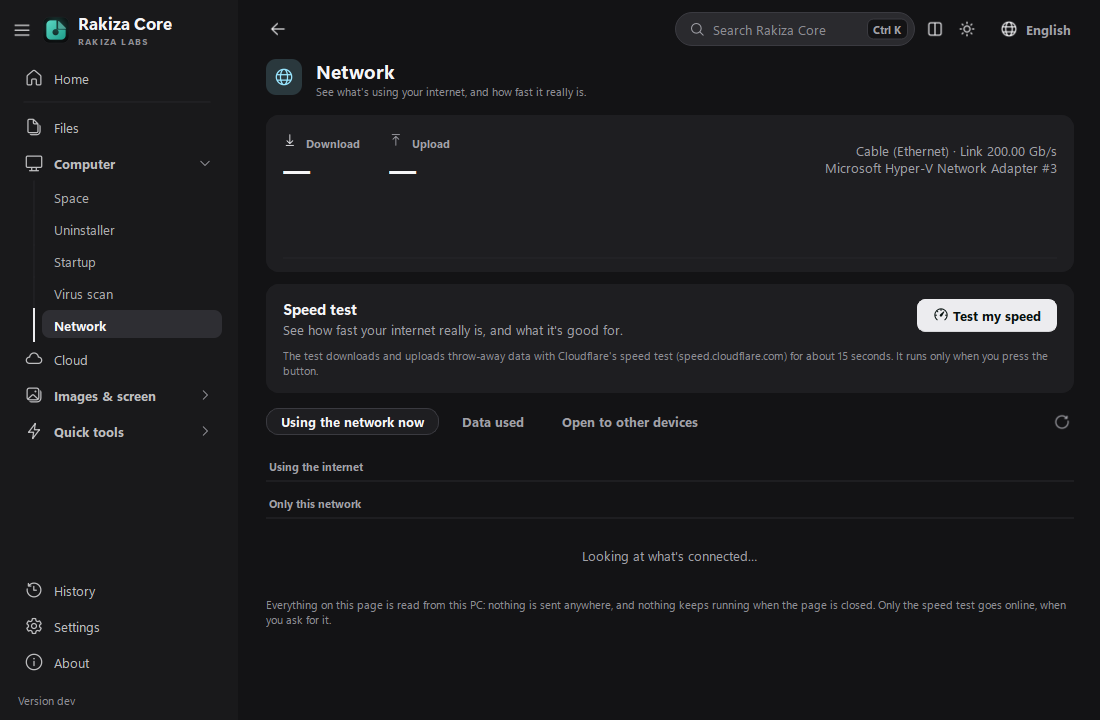 Rakiza Core
RAKIZA LABS
Home
Files
Computer
Space
Uninstaller
Startup
Virus scan
Network
Cloud
Images & screen
Quick tools
History
Settings
About
Version dev
Search Rakiza Core
Ctrl K
English
Network
See what's using your internet, and how fast it really is.
Download
Upload
Cable (Ethernet) · Link 200.00 Gb/s
Microsoft Hyper-V Network Adapter #3
Speed test
See how fast your internet really is, and what it's good for.
Test my speed
The test downloads and uploads throw-away data with Cloudflare's speed test (speed.cloudflare.com) for about 15 seconds. It runs only when you press the
button.
Using the network now
Data used
Open to other devices
Using the internet
Only this network
Looking at what's connected...
Everything on this page is read from this PC: nothing is sent anywhere, and nothing keeps running when the page is closed. Only the speed test goes online, when
you ask for it.